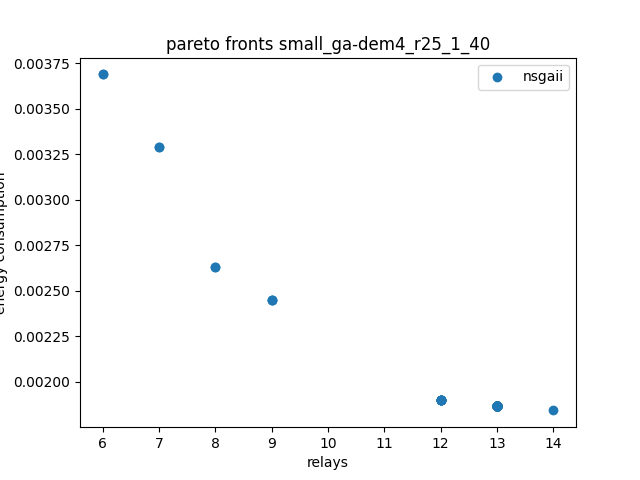 pareto fronts small_ga-dem4_r25_1_40
nsgaii
0.00375
0.00350
0.00325
0.00300
0.00275
0.00250
0.00225
0.00200
energy consumption
6 7 8 9 10 11 12 13 14
relays